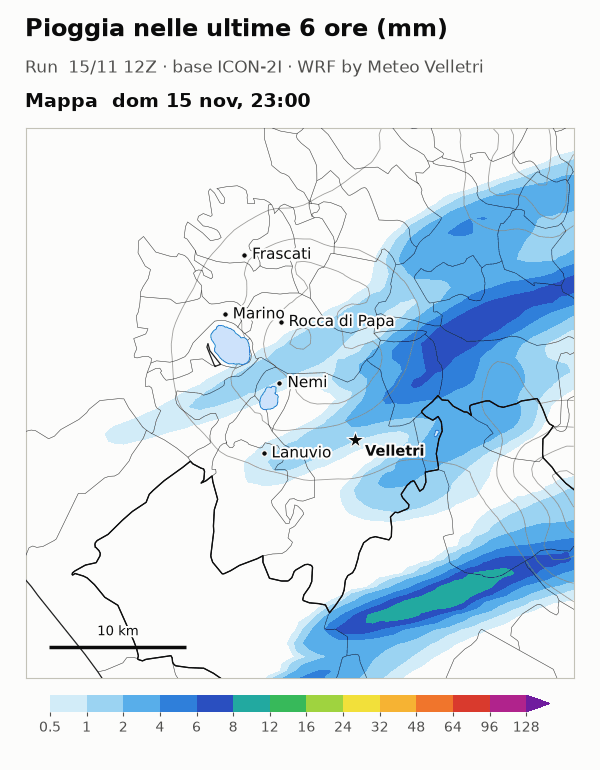 Pioggia nelle ultime 6 ore (mm)
Run  15/11 12Z · base ICON-2I · WRF by Meteo Velletri
Mappa  dom 15 nov, 23:00
Frascati
Marino
Rocca di Papa
Nemi
Velletri
Lanuvio
10 km
0.5 1 2 4 6 8 12 16 24 32 48 64 96 128